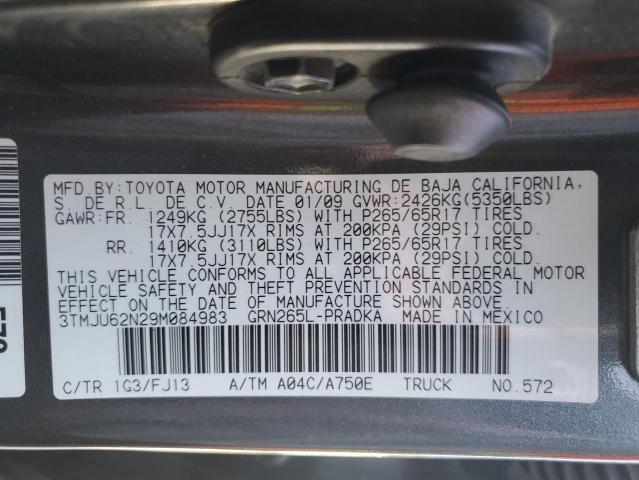 MFD BY:TOYOTA MOTOR MANUFACTURING DE BAJA CALIFORNIA,
S. DE R.L. DE C.V. DATE 01/09 GVWR:2426KG(5350LBS)
GAWR:FR. 1249KG (2755LBS) WITH P265/65R17 TIRES
17X7.5JJ17X RIMS AT 200KPA (29PSI) COLD.
RR. 1410KG (3110LBS) WITH P265/65R17 TIRES
17X7.5JJ17X RIMS AT 200KPA (29PSI) COLD.
THIS VEHICLE CONFORMS TO ALL APPLICABLE FEDERAL MOTOR
VEHICLE SAFETY AND THEFT PREVENTION STANDARDS IN
EFFECT ON THE DATE OF MANUFACTURE SHOWN ABOVE.
3TMJU62N29M084983 GRN265L-PRADKA MADE IN MEXICO
C/TR 1G3/FJ13 A/TM A04C/A750E TRUCK NO.572